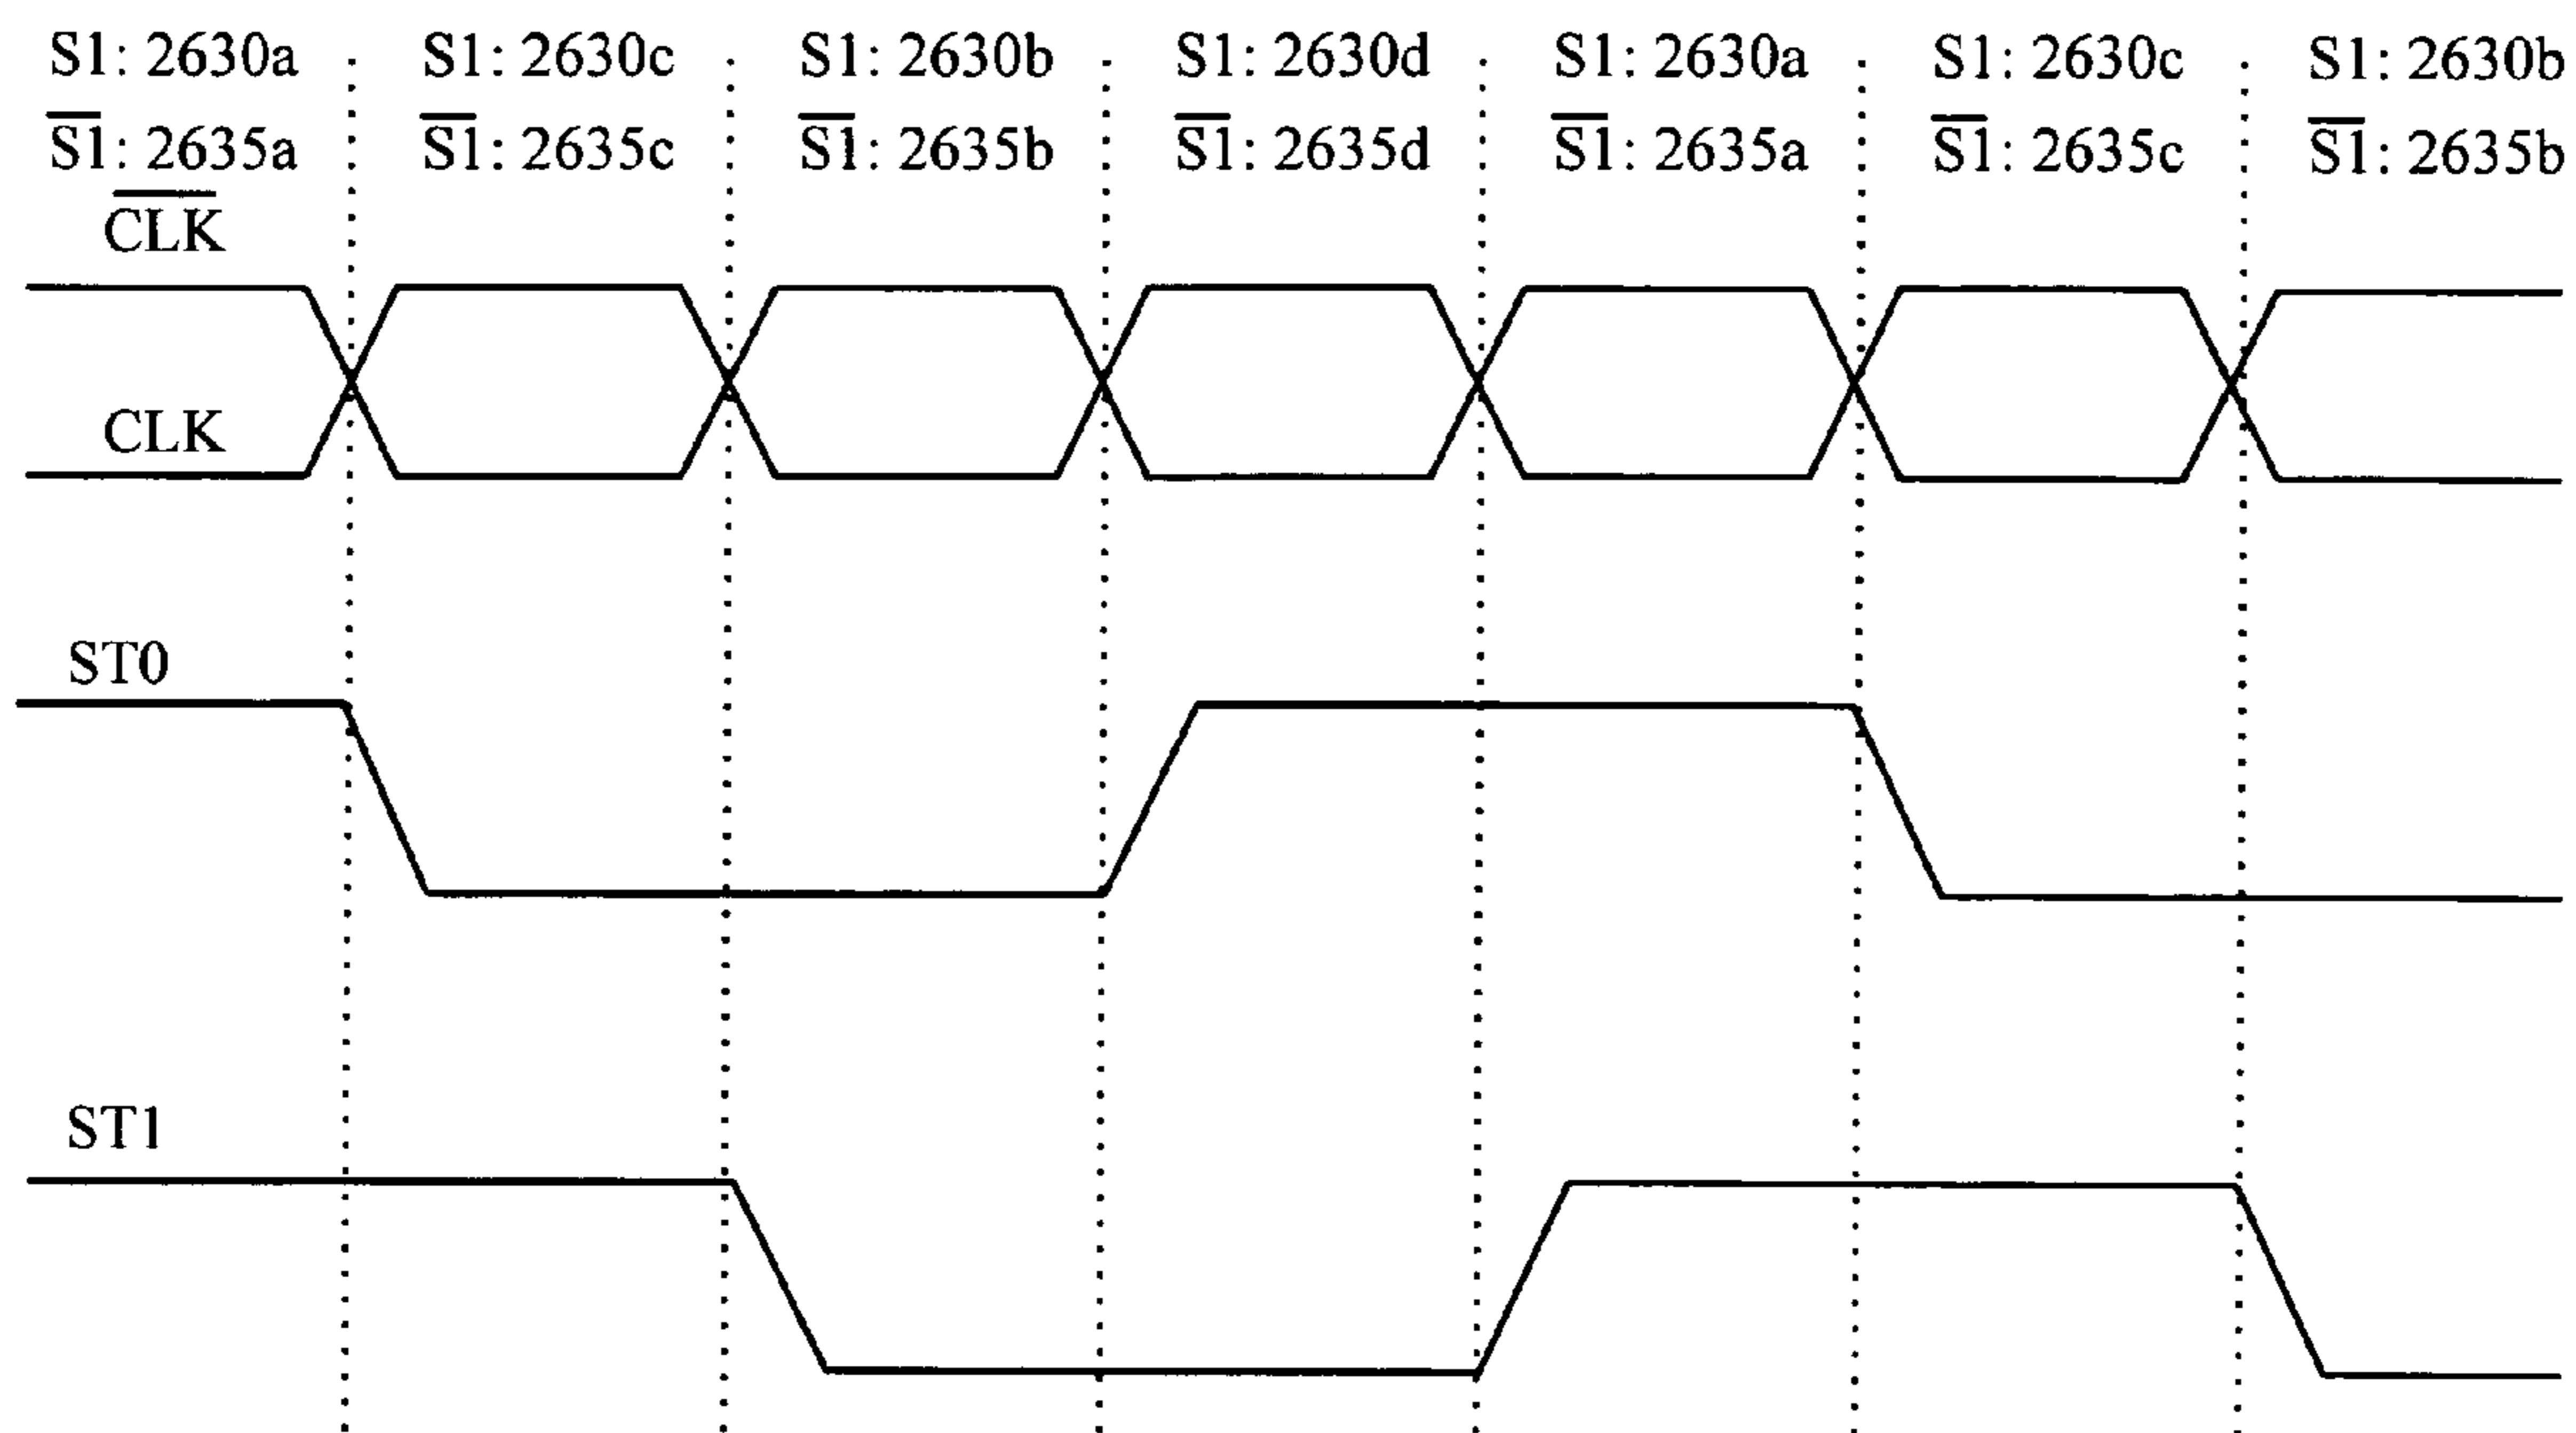 S1: 2630a S1: 2630c S1: 2630b S1: 2630d S1: 2630a S1: 2630c S1: 2630b
S̅1̅: 2635a S̅1̅: 2635c S̅1̅: 2635b S̅1̅: 2635d S̅1̅: 2635a S̅1̅: 2635c S̅1̅: 2635b
C̅L̅K̅
CLK
ST0
ST1